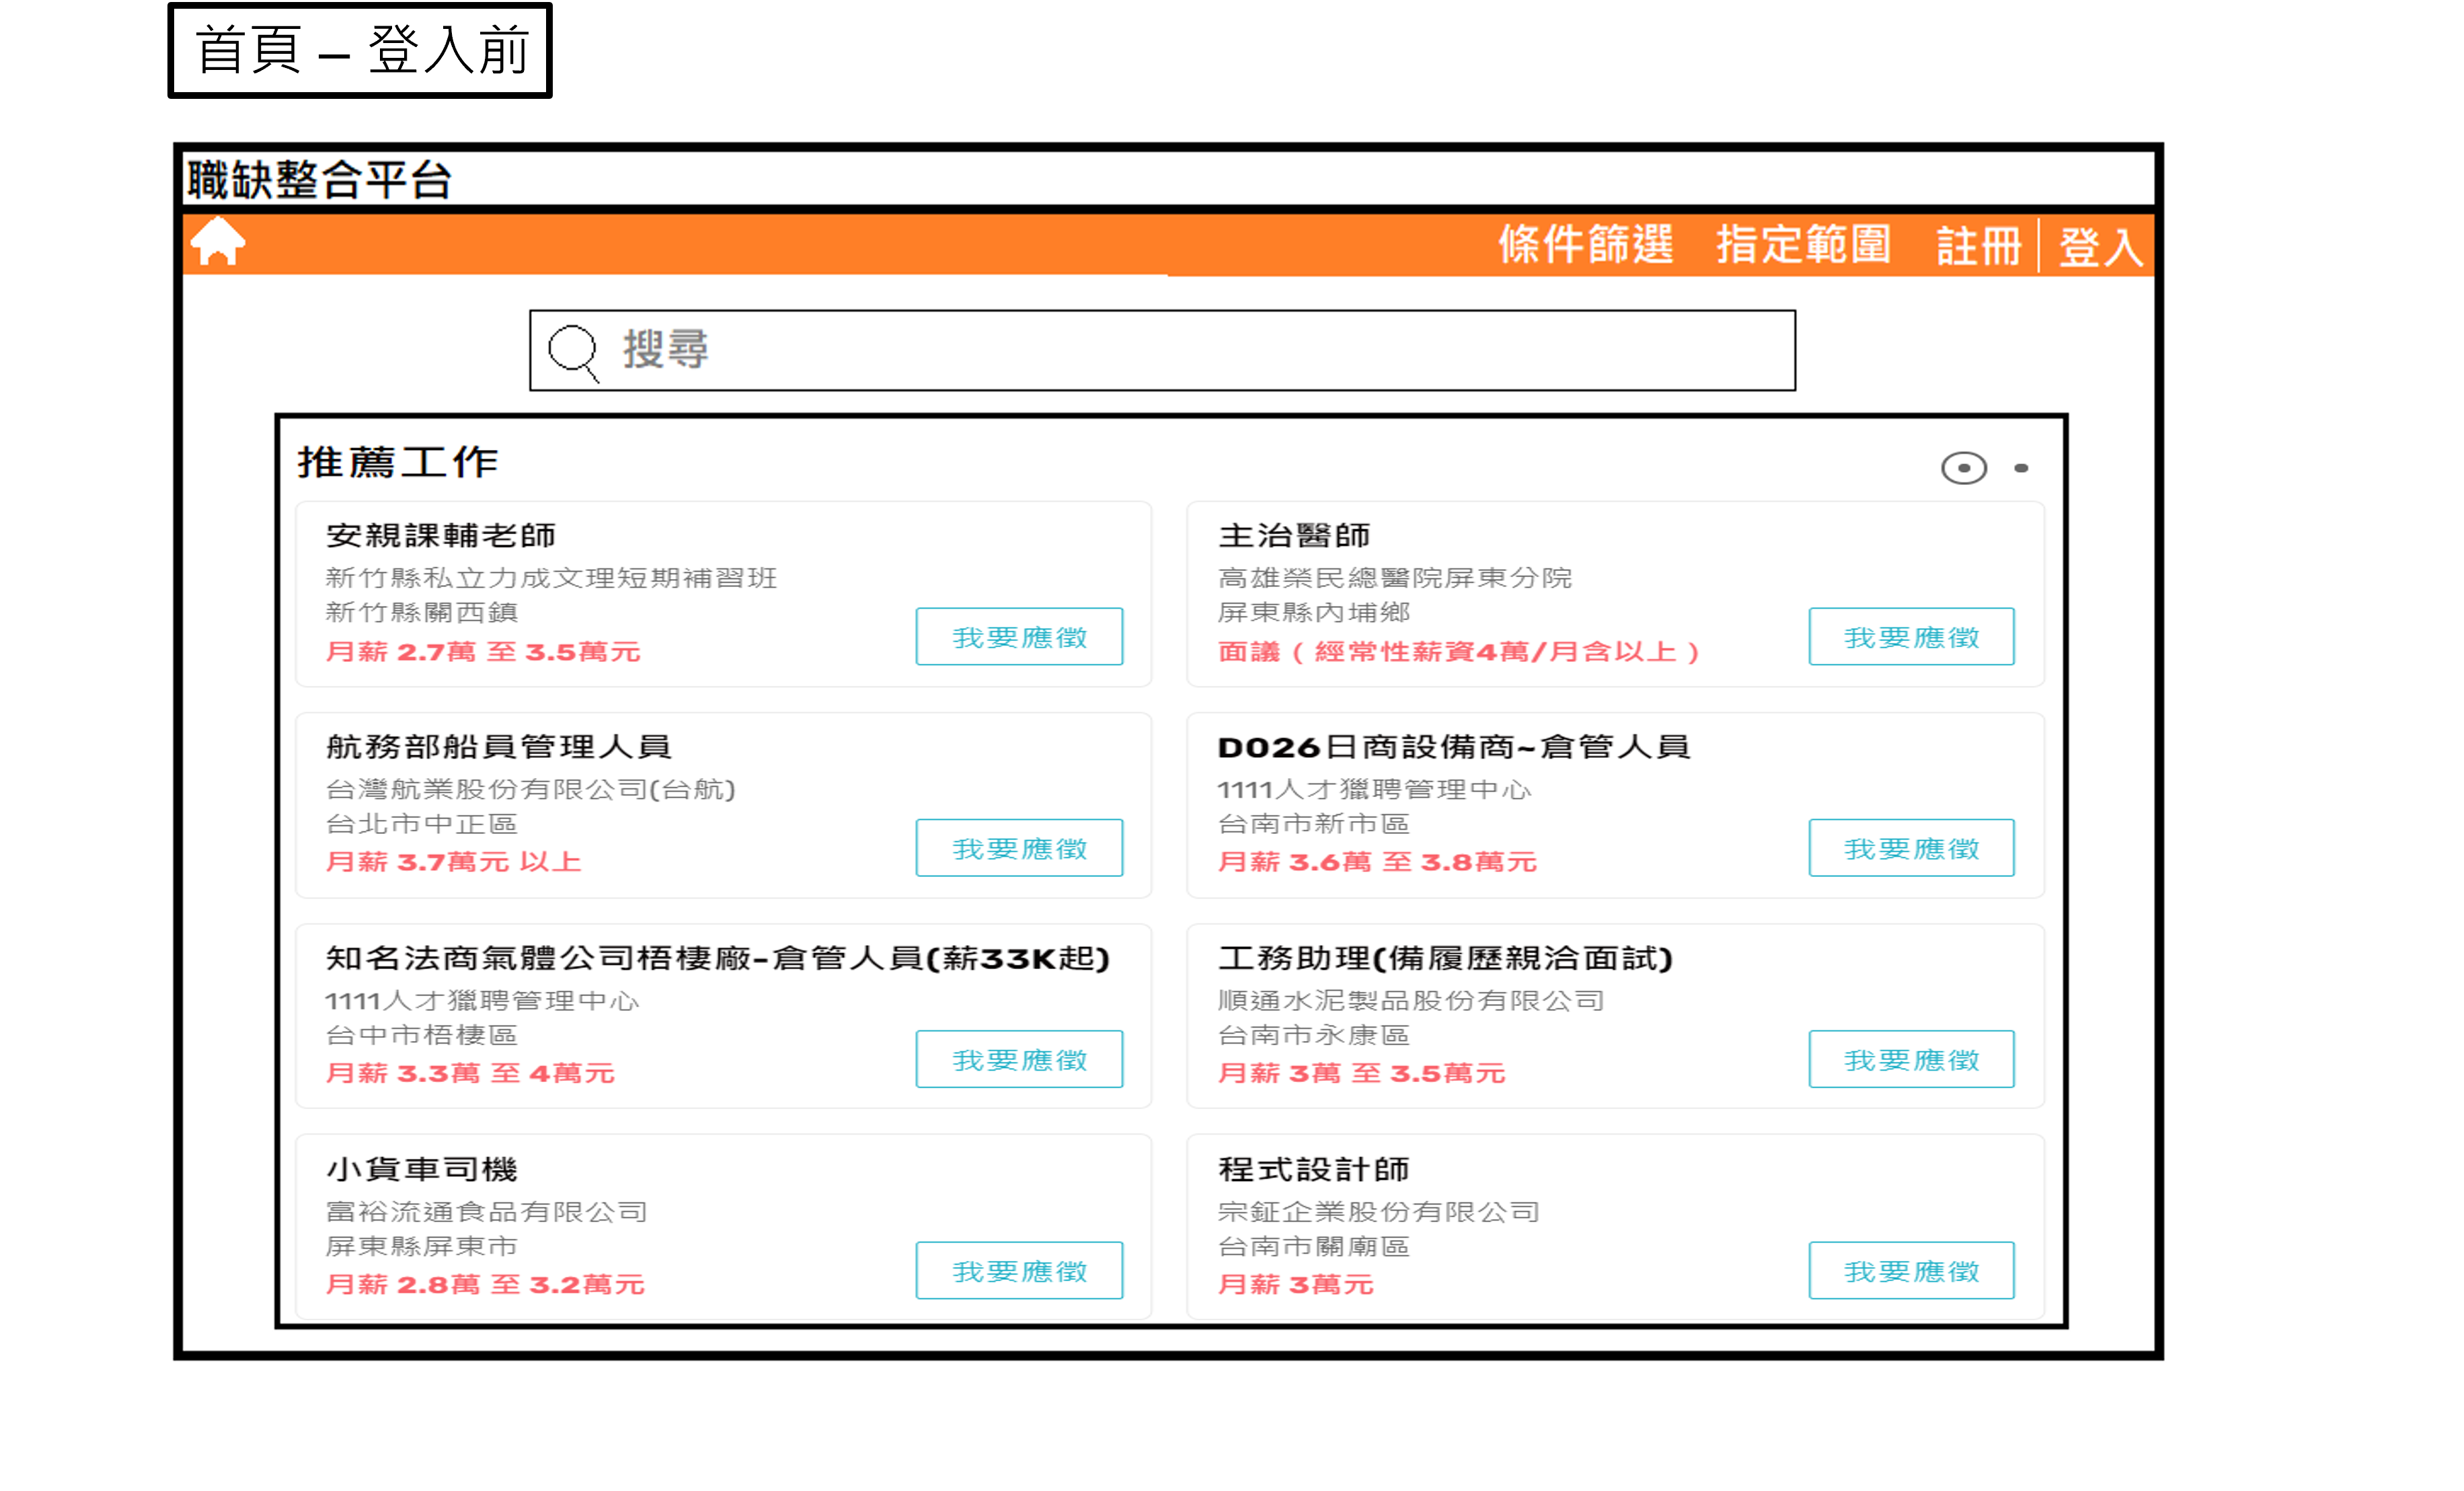 首頁 – 登入前
職缺整合平台
條件篩選 指定範圍 註冊 登入
搜尋
推薦工作
安親課輔老師
新竹縣私立力成文理短期補習班
新竹縣關西鎮
月薪 2.7萬 至 3.5萬元
我要應徵
主治醫師
高雄榮民總醫院屏東分院
屏東縣內埔鄉
面議 ( 經常性薪資4萬/月含以上 )
我要應徵
航務部船員管理人員
台灣航業股份有限公司(台航)
台北市中正區
月薪 3.7萬元 以上
我要應徵
D026日商設備商~倉管人員
1111人才獵聘管理中心
台南市新市區
月薪 3.6萬 至 3.8萬元
我要應徵
知名法商氣體公司梧棲廠-倉管人員(薪33K起)
1111人才獵聘管理中心
台中市梧棲區
月薪 3.3萬 至 4萬元
我要應徵
工務助理(備履歷親洽面試)
順通水泥製品股份有限公司
台南市永康區
月薪 3萬 至 3.5萬元
我要應徵
小貨車司機
富裕流通食品有限公司
屏東縣屏東市
月薪 2.8萬 至 3.2萬元
我要應徵
程式設計師
宗鉦企業股份有限公司
台南市關廟區
月薪 3萬元
我要應徵